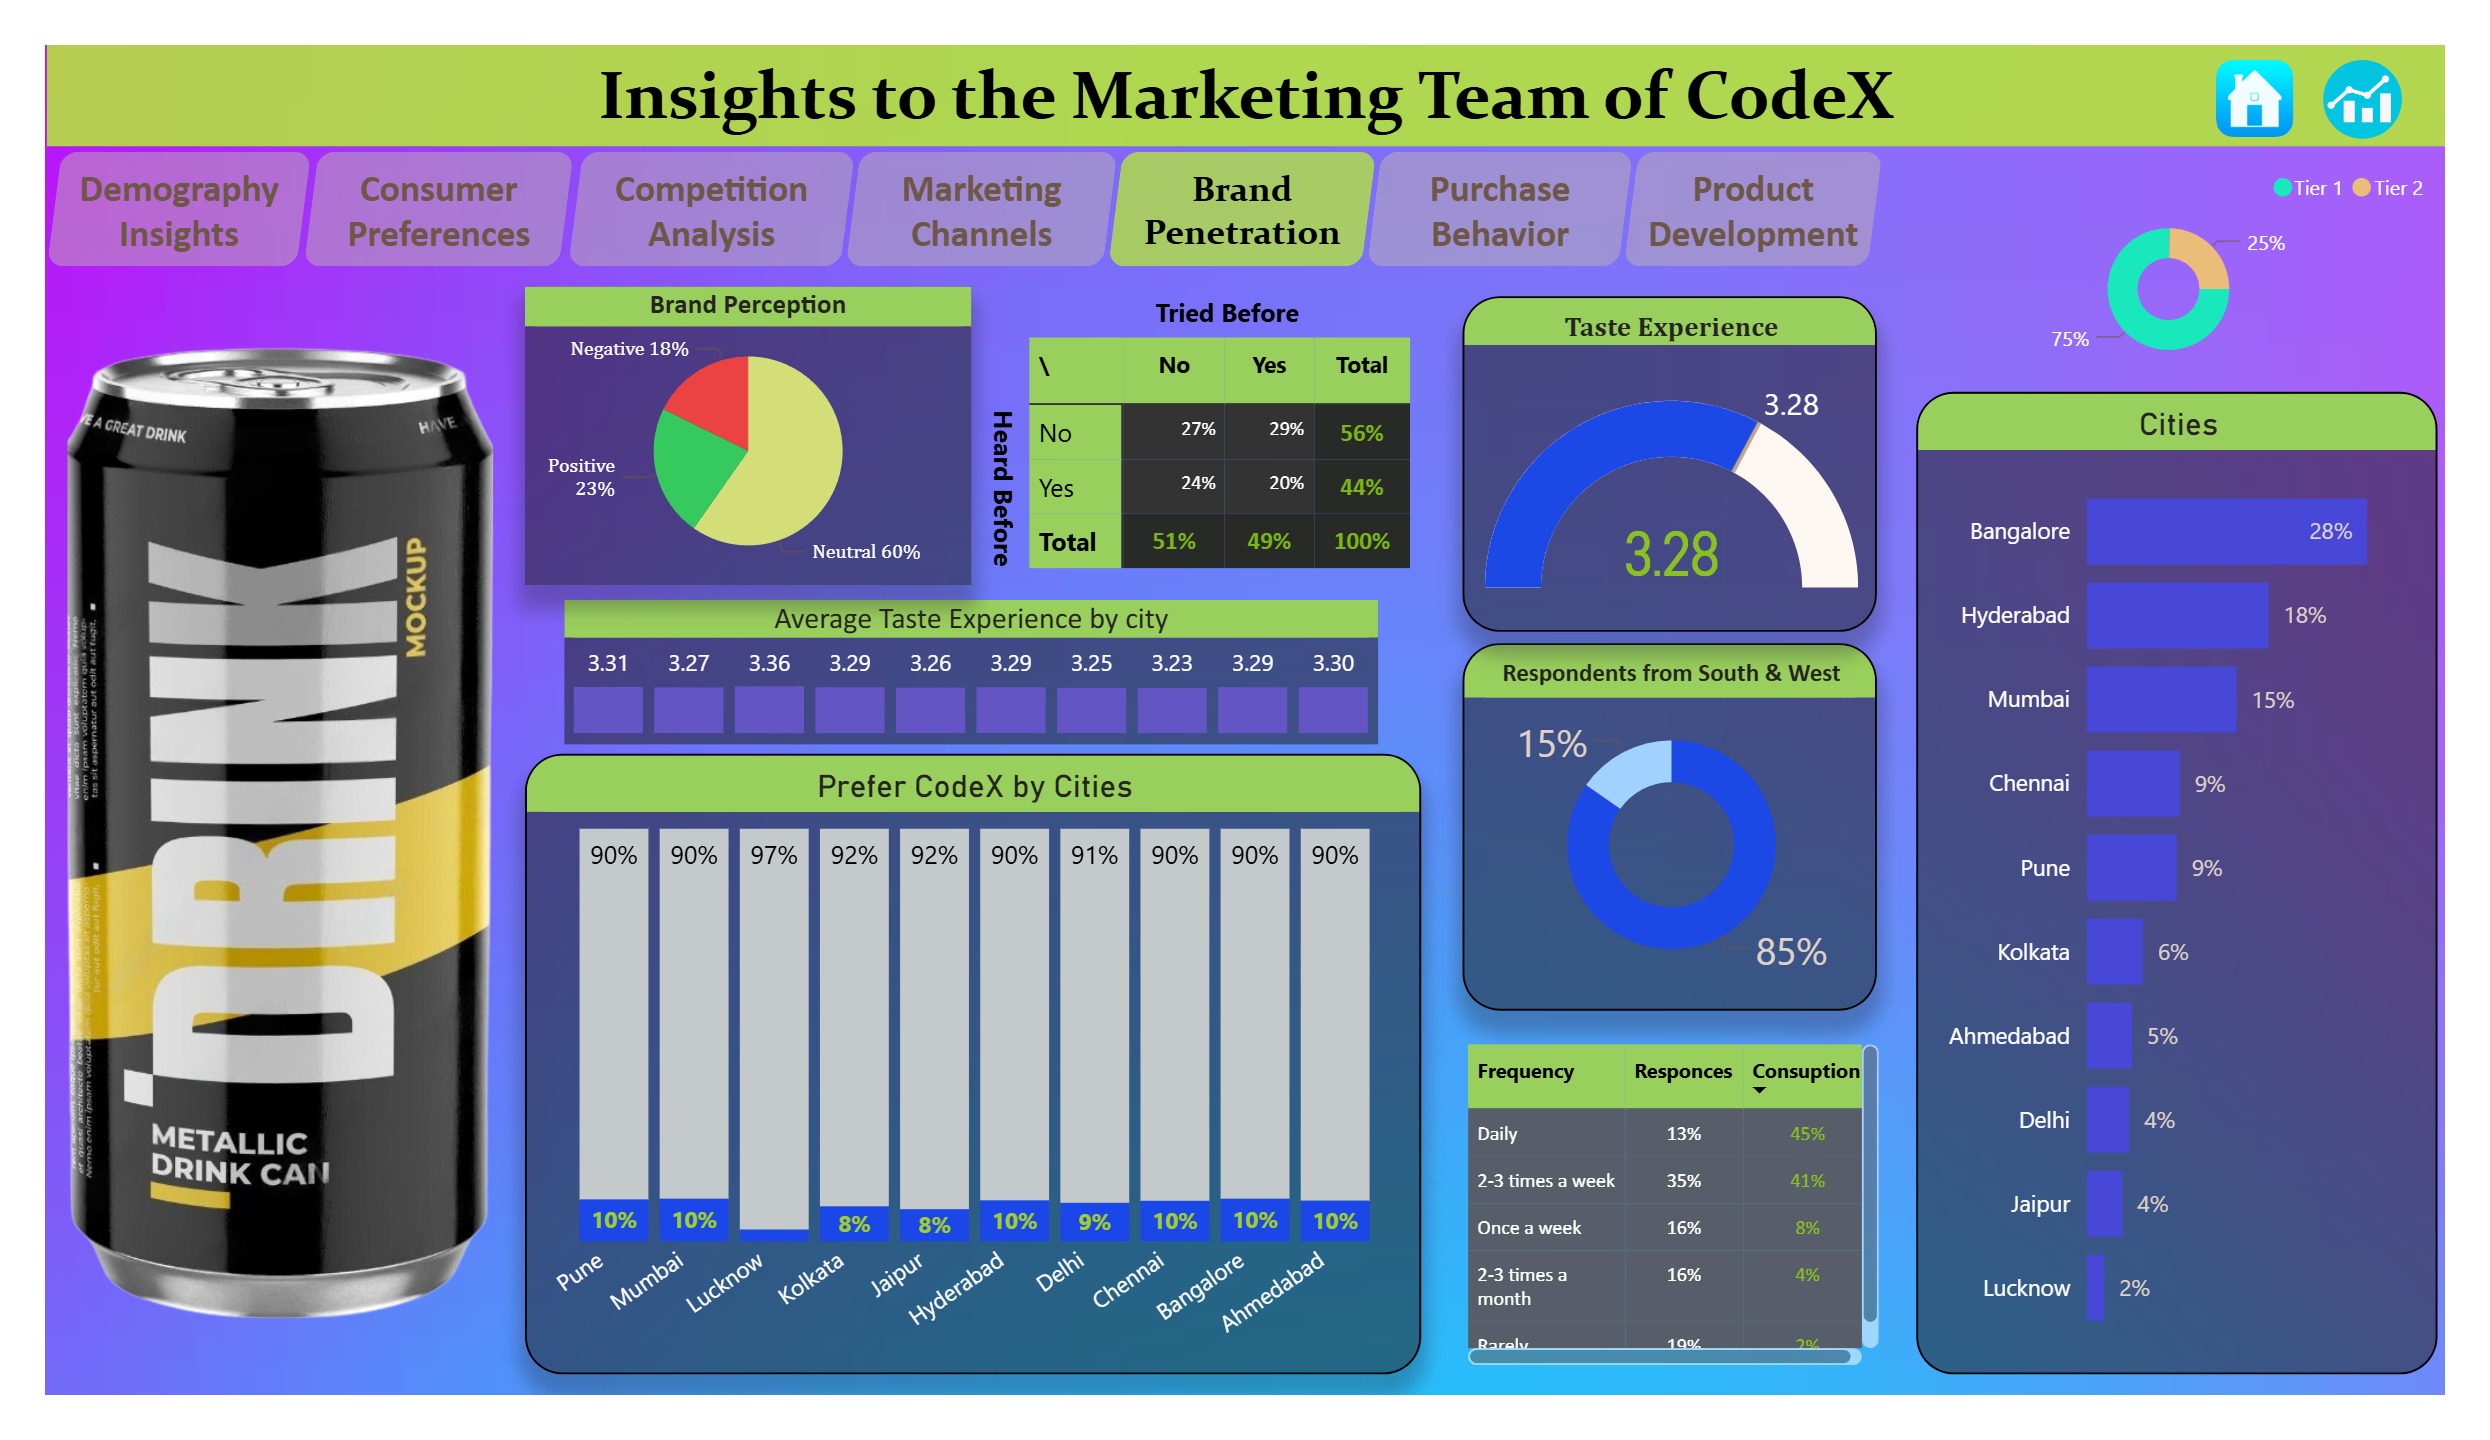 Insights to the Marketing Team of CodeX
Demography
Insights
Consumer
Preferences
Competition
Analysis
Marketing
Channels
Brand
Penetration
Purchase
Behavior
Product
Development
Tier 1
Tier 2
25%
75%
VE A GREAT DRINK
HAVE
DRINK
MOCKUP
METALLIC
DRINK CAN
Brand Perception
Negative 18%
Positive
23%
Neutral 60%
Tried Before
Heard Before
\ No Yes Total
No 27% 29% 56%
Yes 24% 20% 44%
Total 51% 49% 100%
Average Taste Experience by city
3.31 3.27 3.36 3.29 3.26 3.29 3.25 3.23 3.29 3.30
Prefer CodeX by Cities
90% 90% 97% 92% 92% 90% 91% 90% 90% 90%
10% 10% 8% 8% 10% 9% 10% 10% 10%
Pune Mumbai Lucknow Kolkata Jaipur Hyderabad Delhi Chennai Bangalore Ahmedabad
Taste Experience
3.28
3.28
Respondents from South & West
15%
85%
Frequency Responces Consuption
Daily 13% 45%
2-3 times a week 35% 41%
Once a week 16% 8%
2-3 times a
month 16% 4%
Rarely 19% 2%
Cities
Bangalore 28%
Hyderabad 18%
Mumbai 15%
Chennai 9%
Pune 9%
Kolkata 6%
Ahmedabad 5%
Delhi 4%
Jaipur 4%
Lucknow 2%